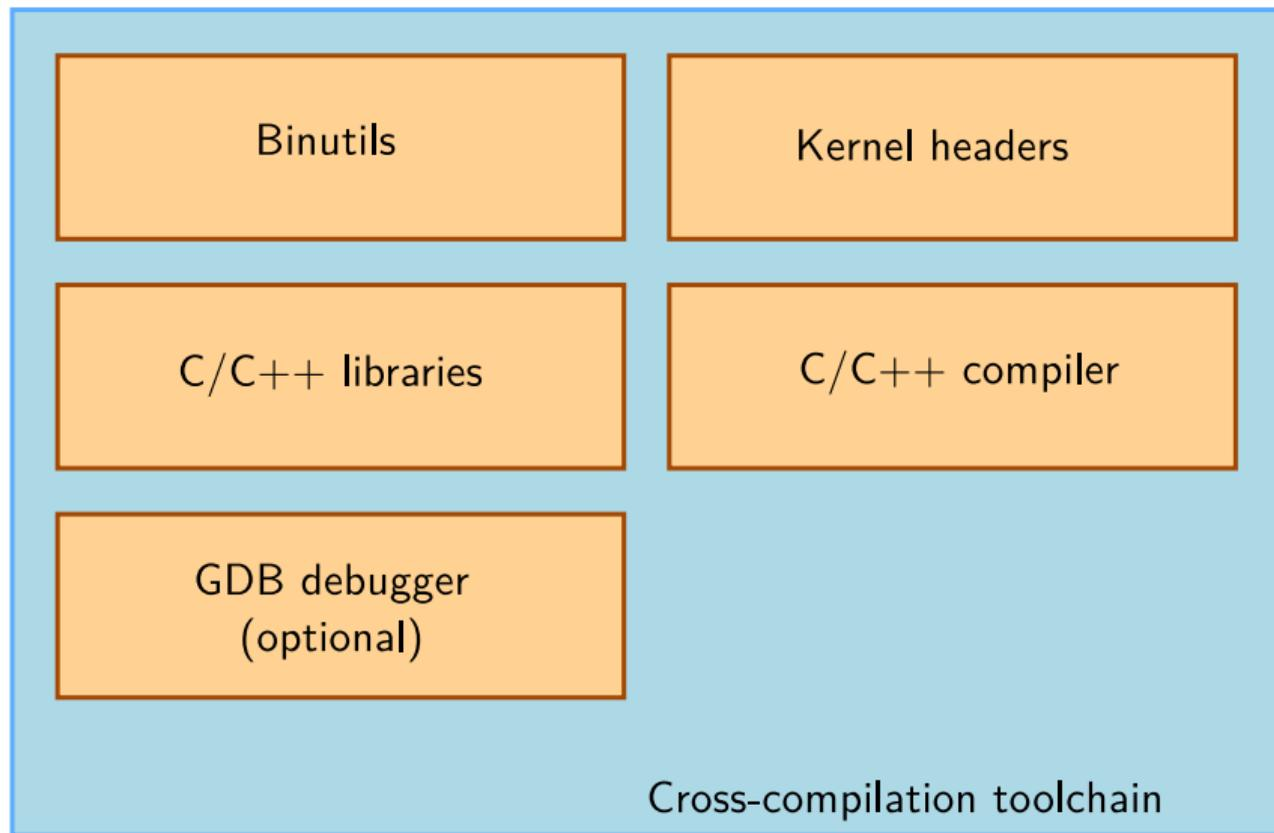 Binutils
Kernel headers
C/C++ libraries
C/C++ compiler
GDB debugger
(optional)
Cross-compilation toolchain